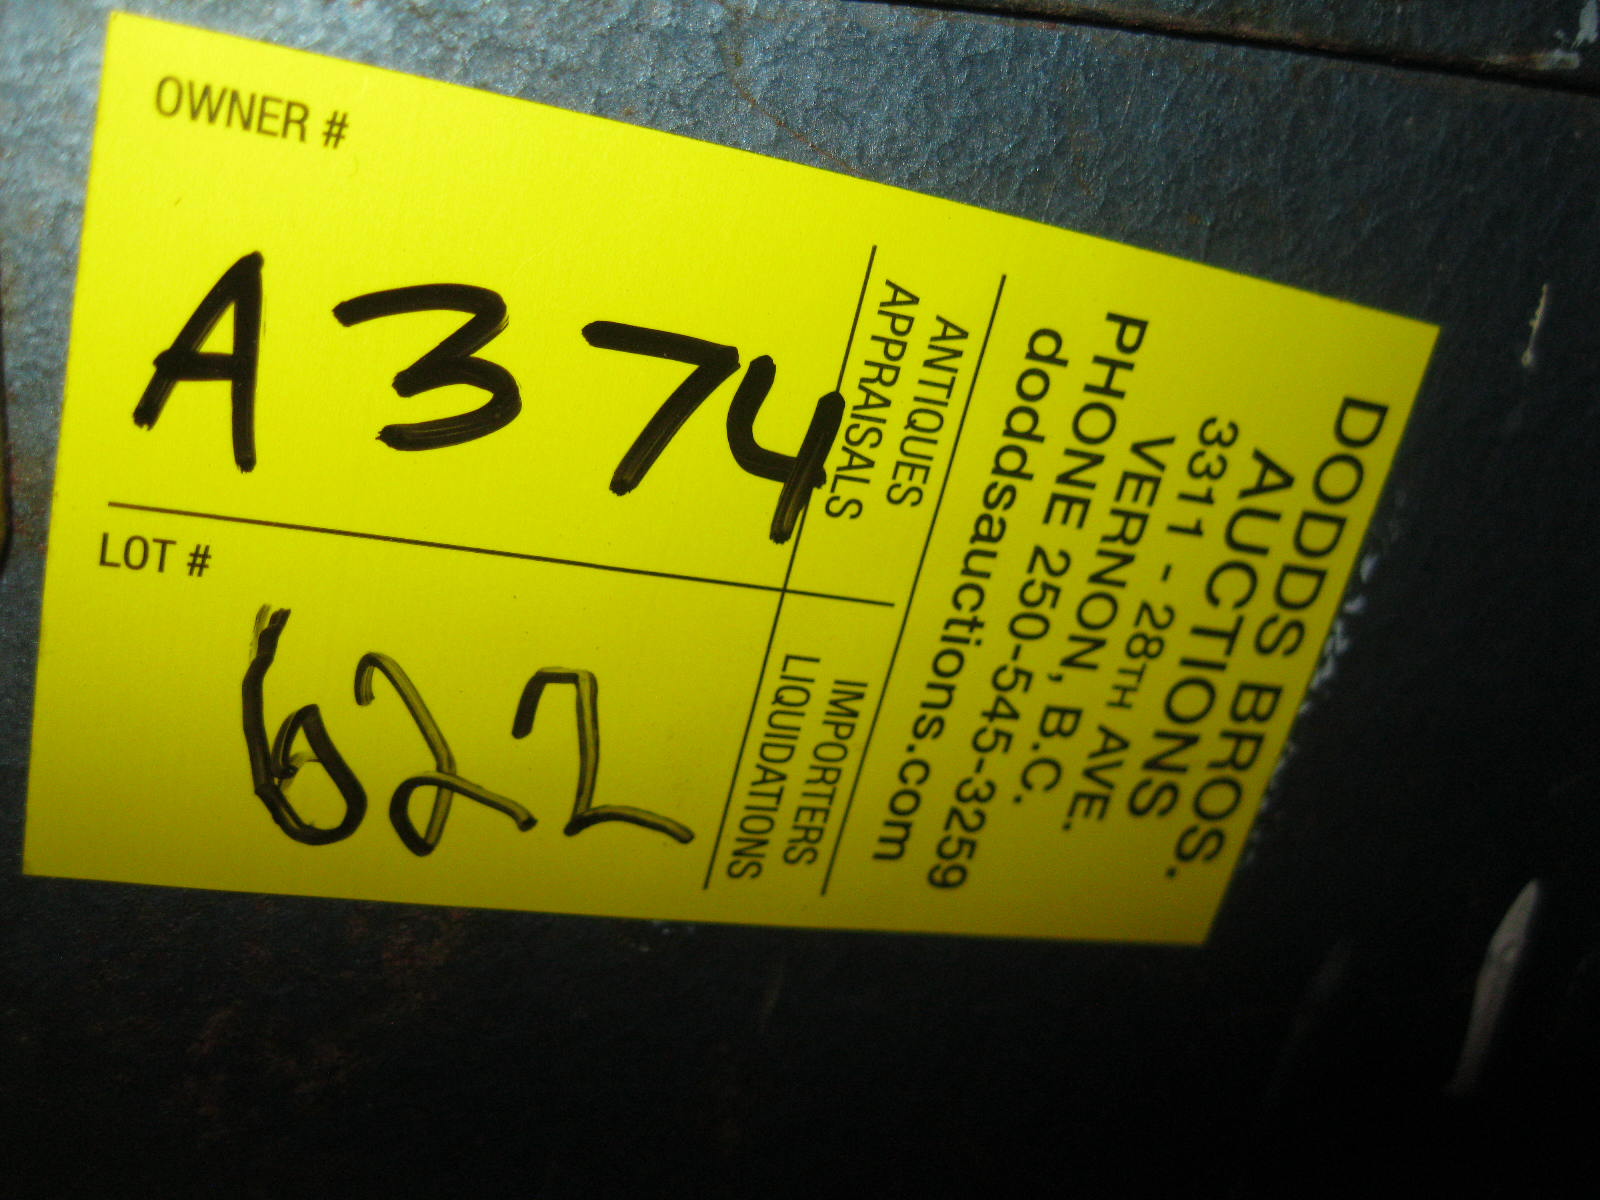 OWNER #
A374
LOT #
622
DODDS BROS.
AUCTIONS
3311 - 28TH AVE.
VERNON, B.C.
PHONE 250-545-3259
doddsauctions.com
ANTIQUES
APPRAISALS
IMPORTERS
LIQUIDATIONS